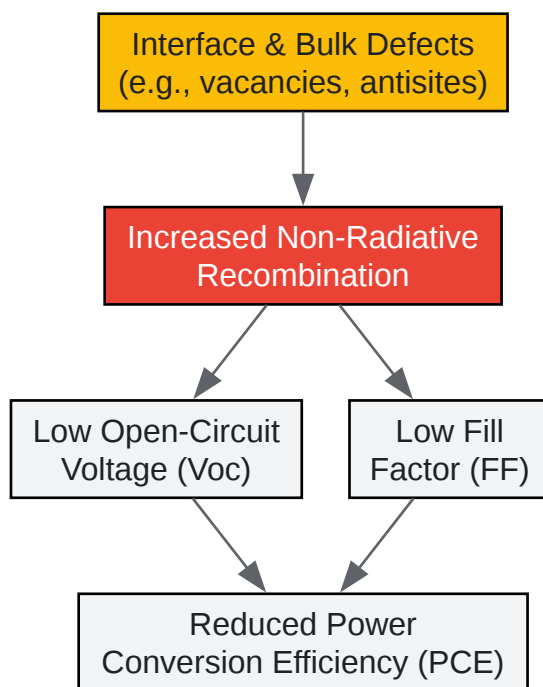 Interface & Bulk Defects
(e.g., vacancies, antisites)
Increased Non-Radiative
Recombination
Low Open-Circuit
Voltage (Voc)
Low Fill
Factor (FF)
Reduced Power
Conversion Efficiency (PCE)